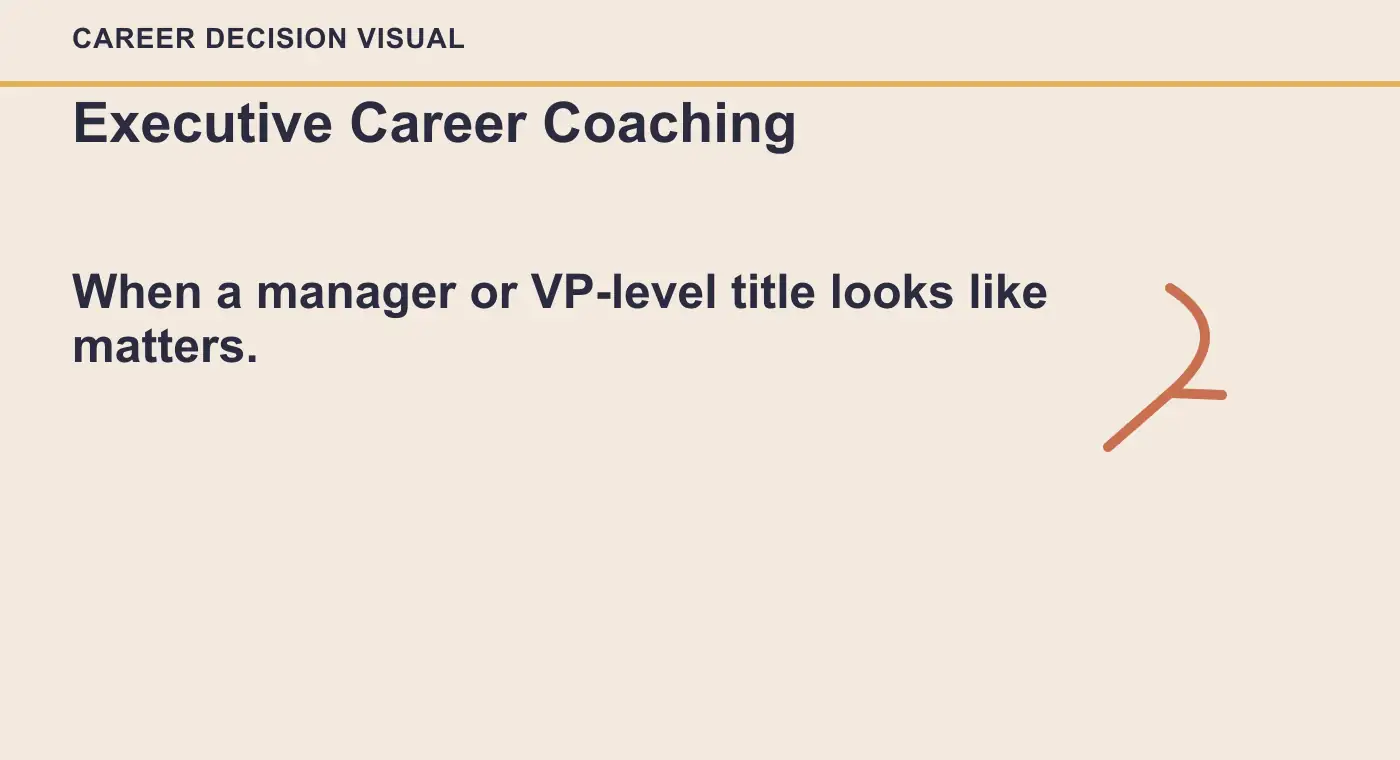 CAREER DECISION VISUAL
Executive Career Coaching
When a manager or VP-level title looks like
matters.